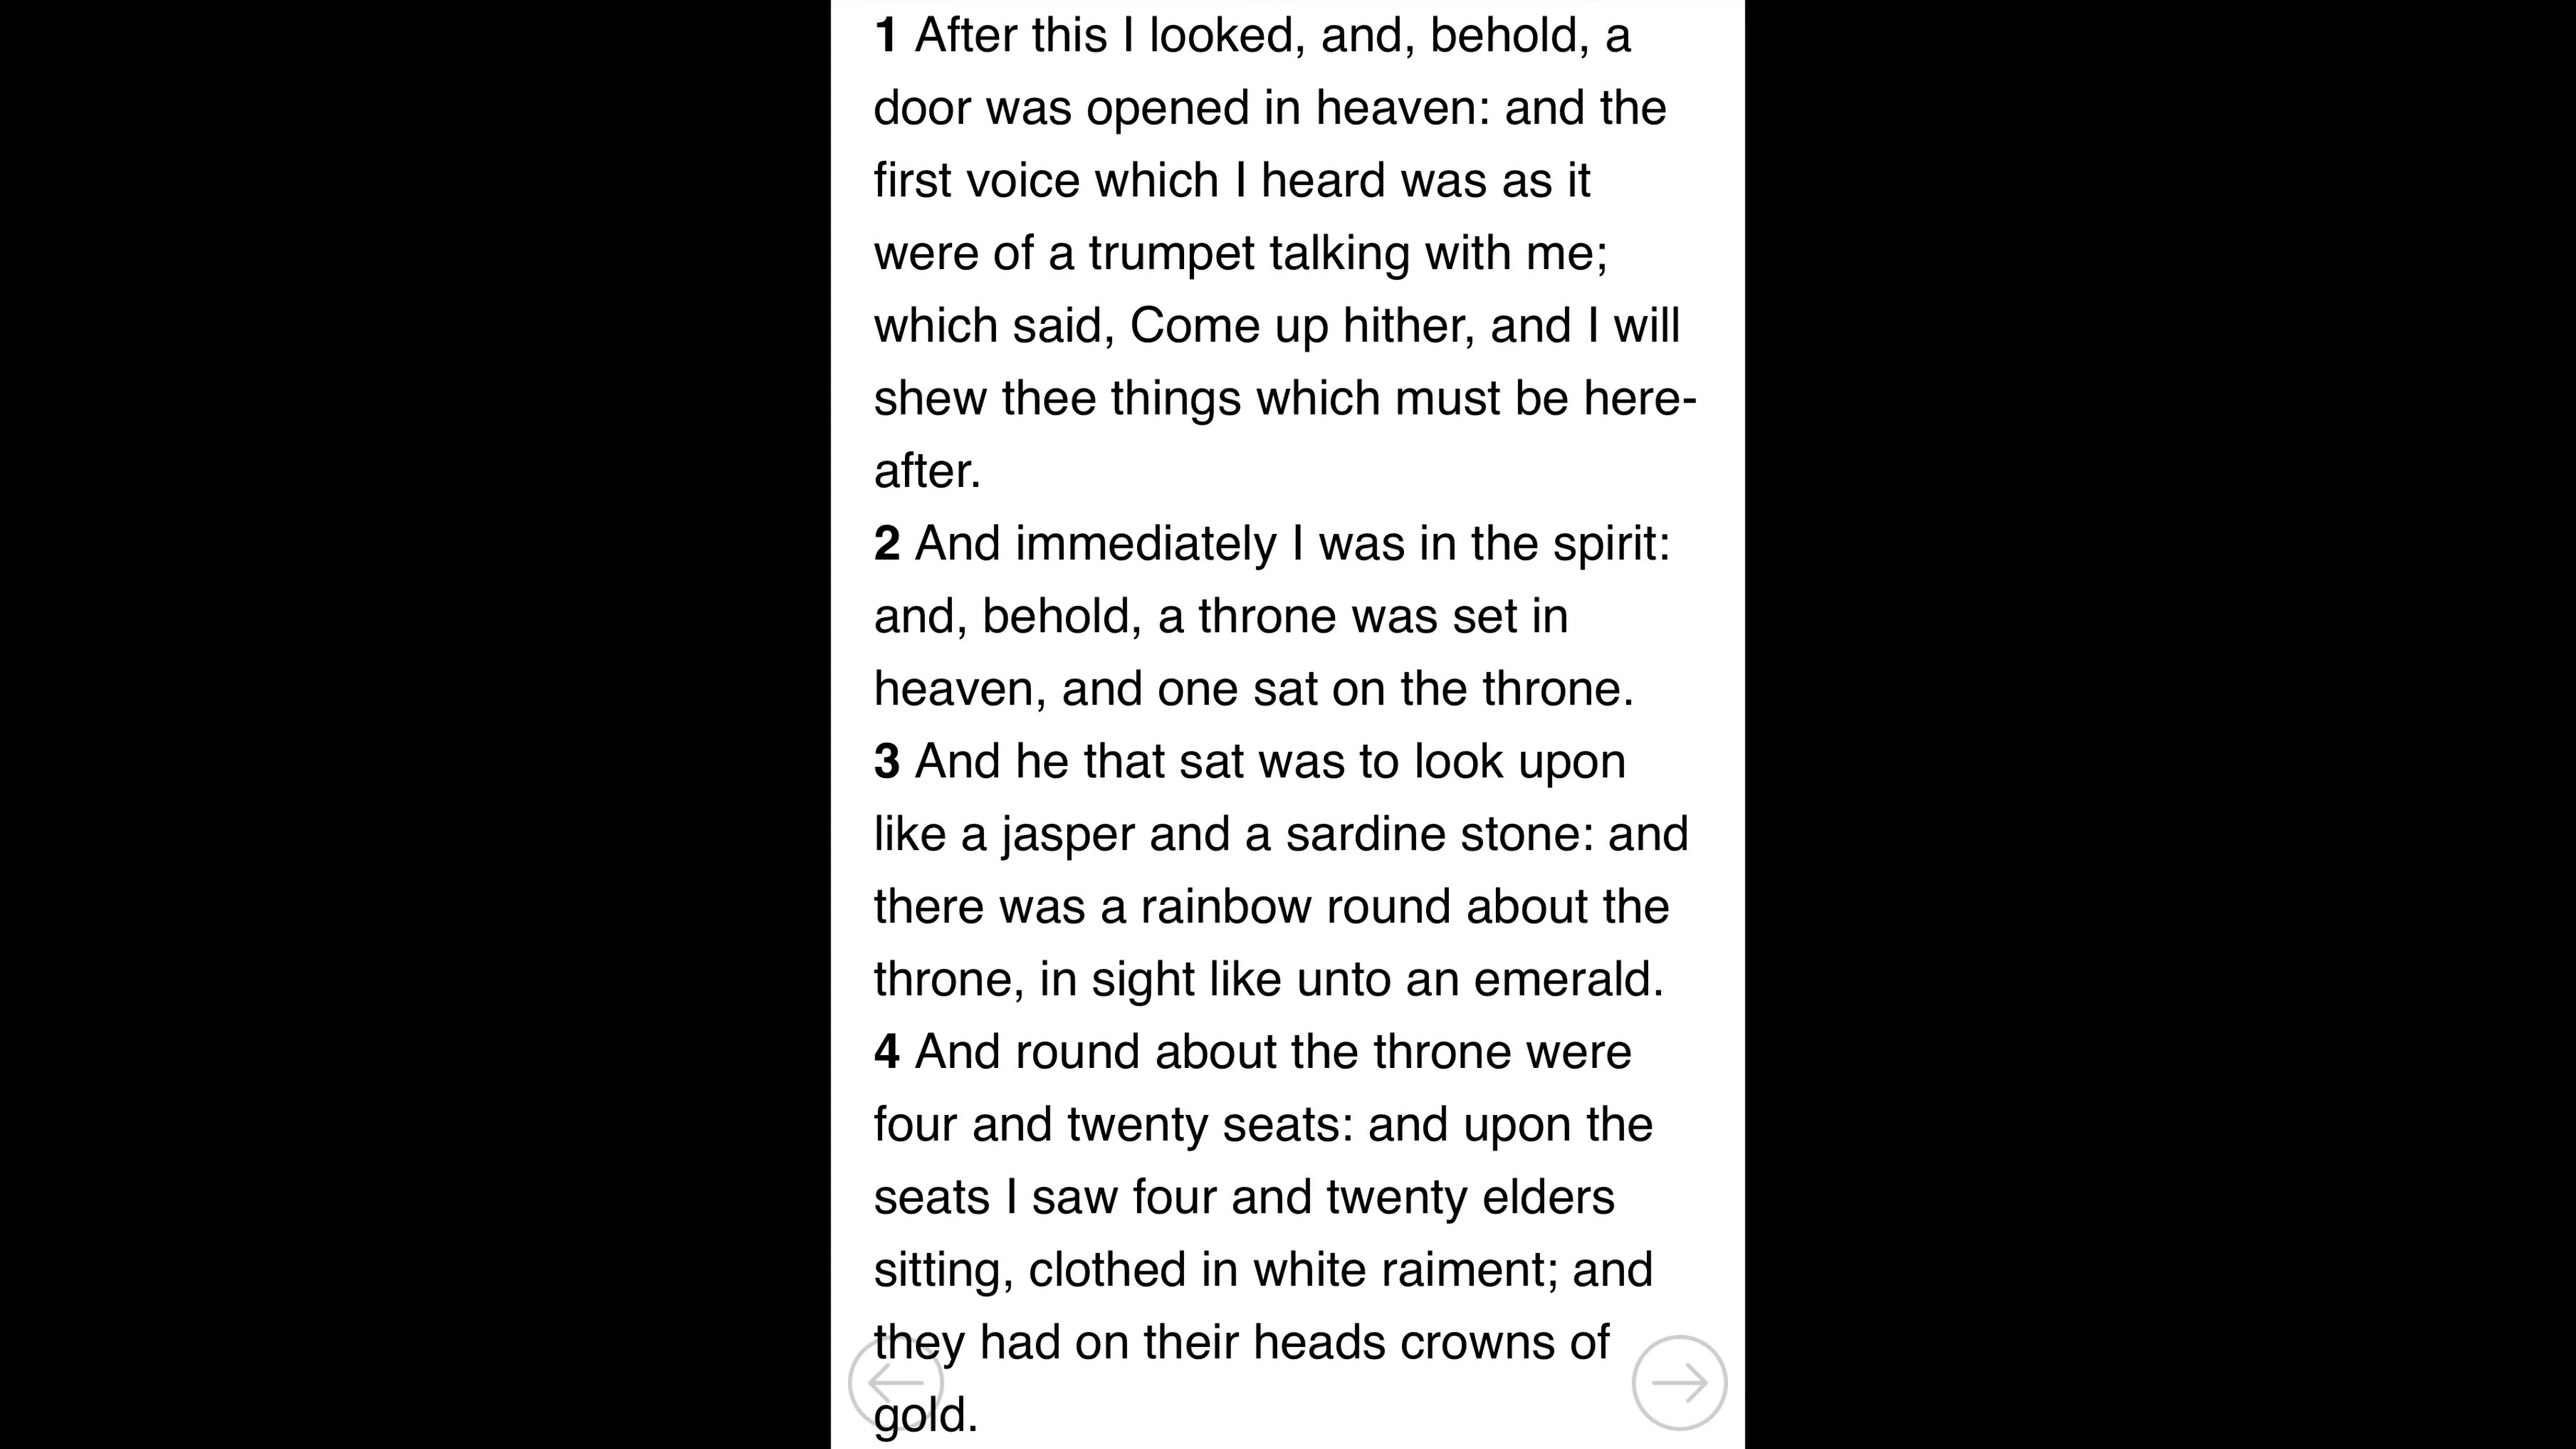 1 After this I looked, and, behold, a
door was opened in heaven: and the
first voice which I heard was as it
were of a trumpet talking with me;
which said, Come up hither, and I will
shew thee things which must be here-
after.
2 And immediately I was in the spirit:
and, behold, a throne was set in
heaven, and one sat on the throne.
3 And he that sat was to look upon
like a jasper and a sardine stone: and
there was a rainbow round about the
throne, in sight like unto an emerald.
4 And round about the throne were
four and twenty seats: and upon the
seats I saw four and twenty elders
sitting, clothed in white raiment; and
they had on their heads crowns of
gold.